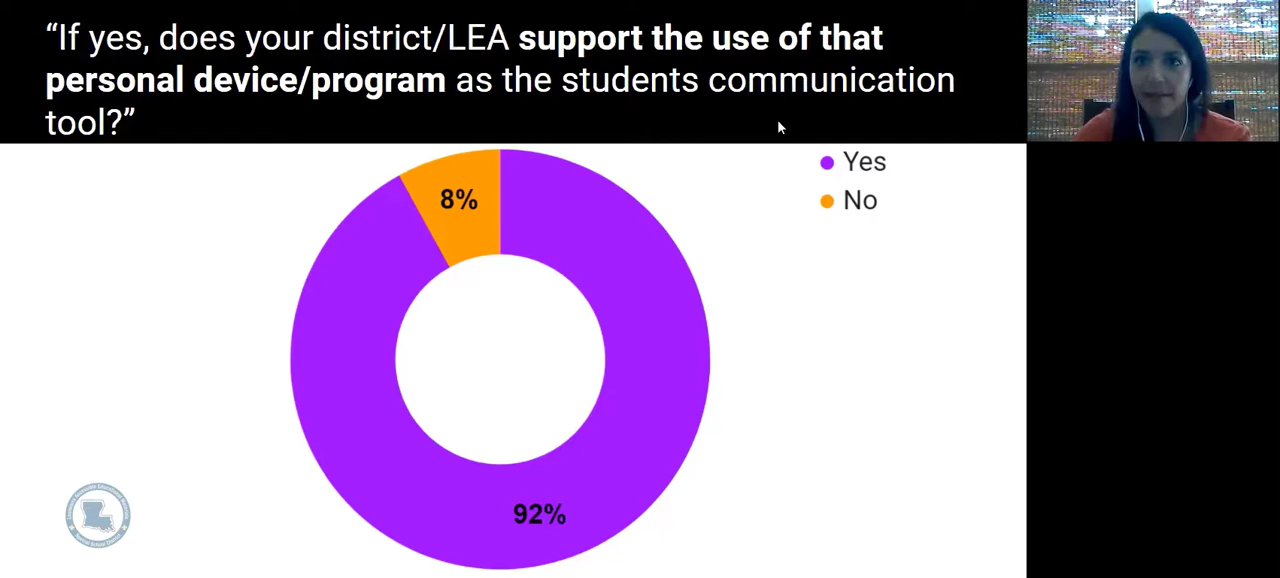 “If yes, does your district/LEA support the use of that
personal device/program as the students communication
tool?”
Yes
No
8%
92%